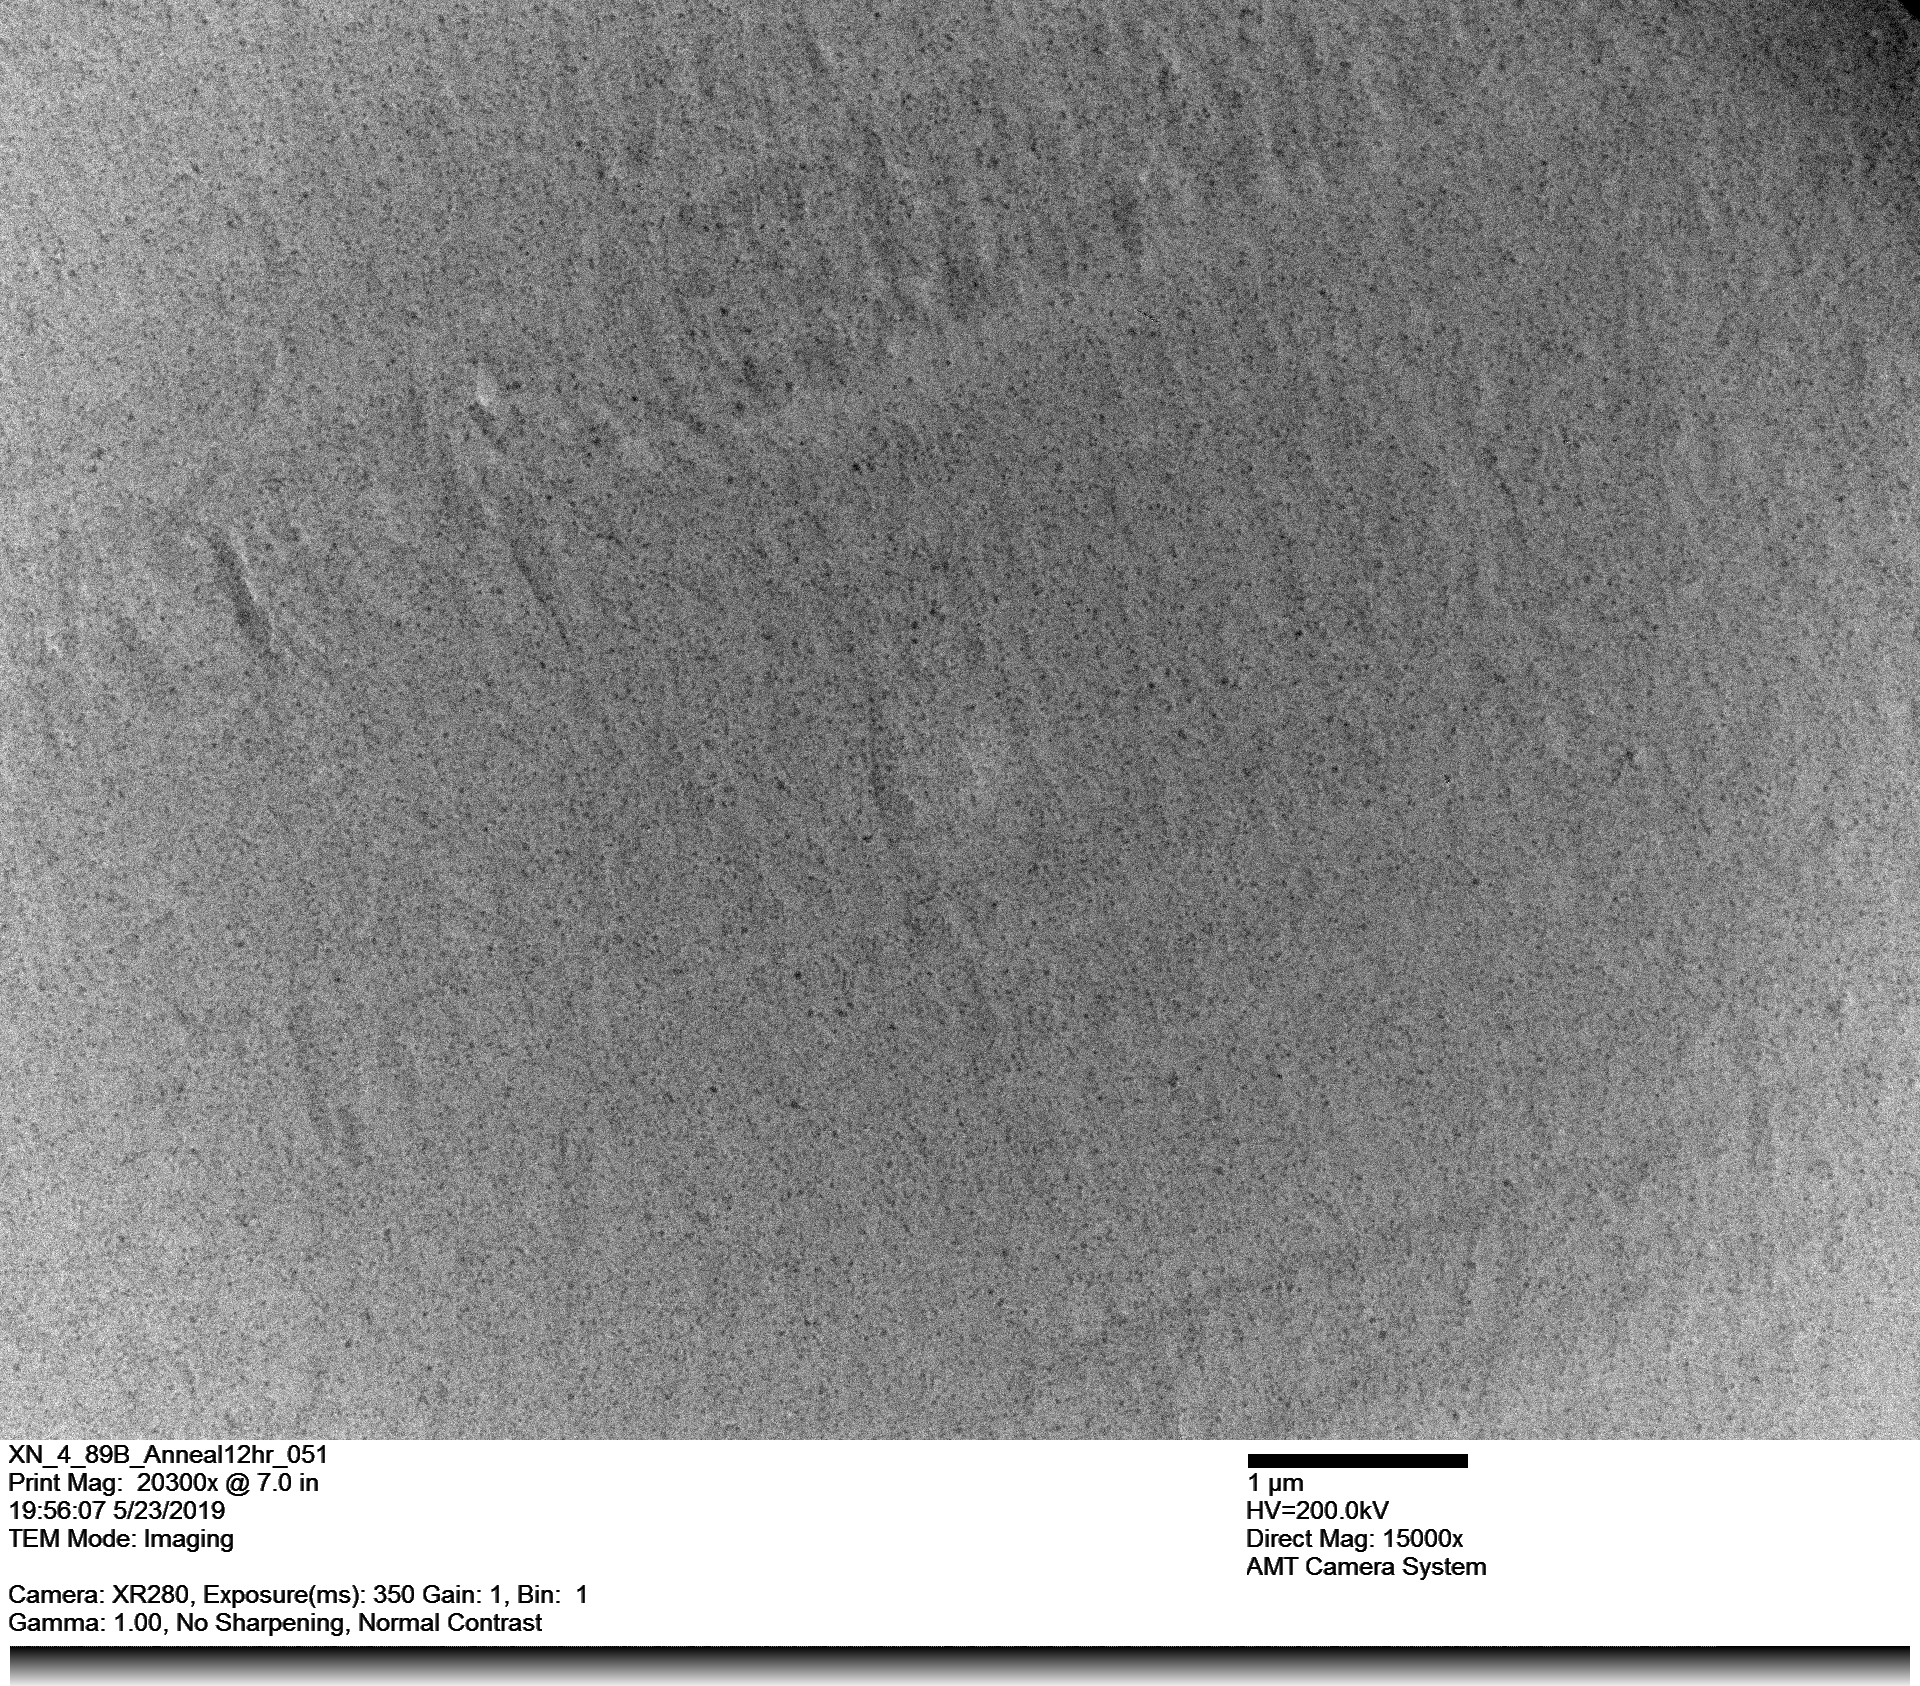 XN_4_89B_Anneal12hr_051
Print Mag:  20300x @ 7.0 in
19:56:07 5/23/2019
TEM Mode: Imaging
Camera: XR280, Exposure(ms): 350 Gain: 1, Bin:  1
Gamma: 1.00, No Sharpening, Normal Contrast
1 µm
HV=200.0kV
Direct Mag: 15000x
AMT Camera System